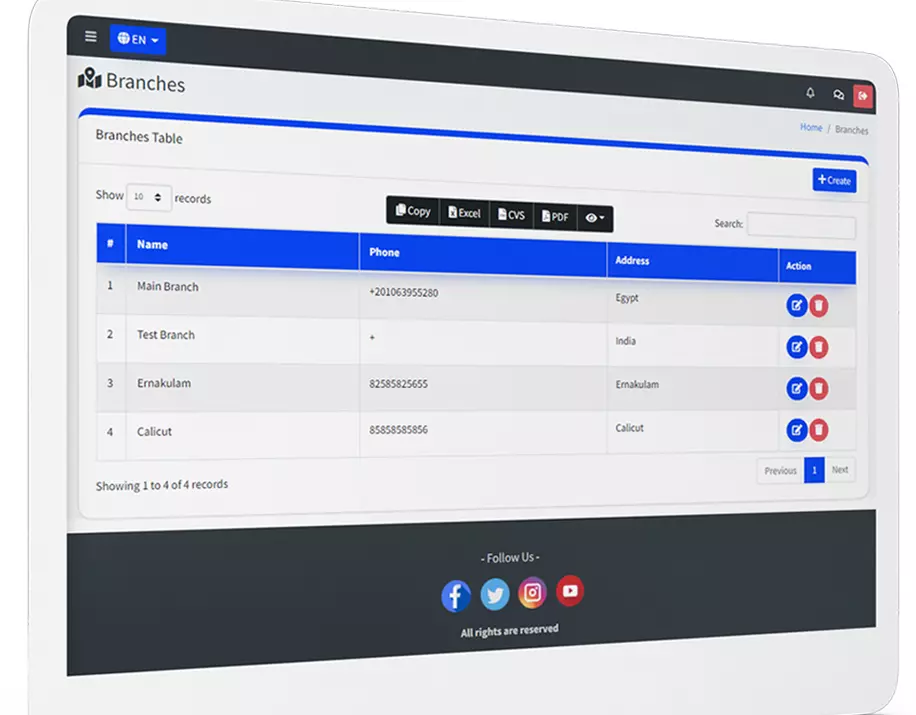 EN
Branches
Home / Branches
Branches Table
Create
Show 10 records
Copy Excel CVS PDF
Search:
# Name Phone Address Action
1 Main Branch +201063955280 Egypt
2 Test Branch + India
3 Ernakulam 82585825655 Ernakulam
4 Calicut 85858585856 Calicut
Showing 1 to 4 of 4 records
Previous 1 Next
- Follow Us -
All rights are reserved